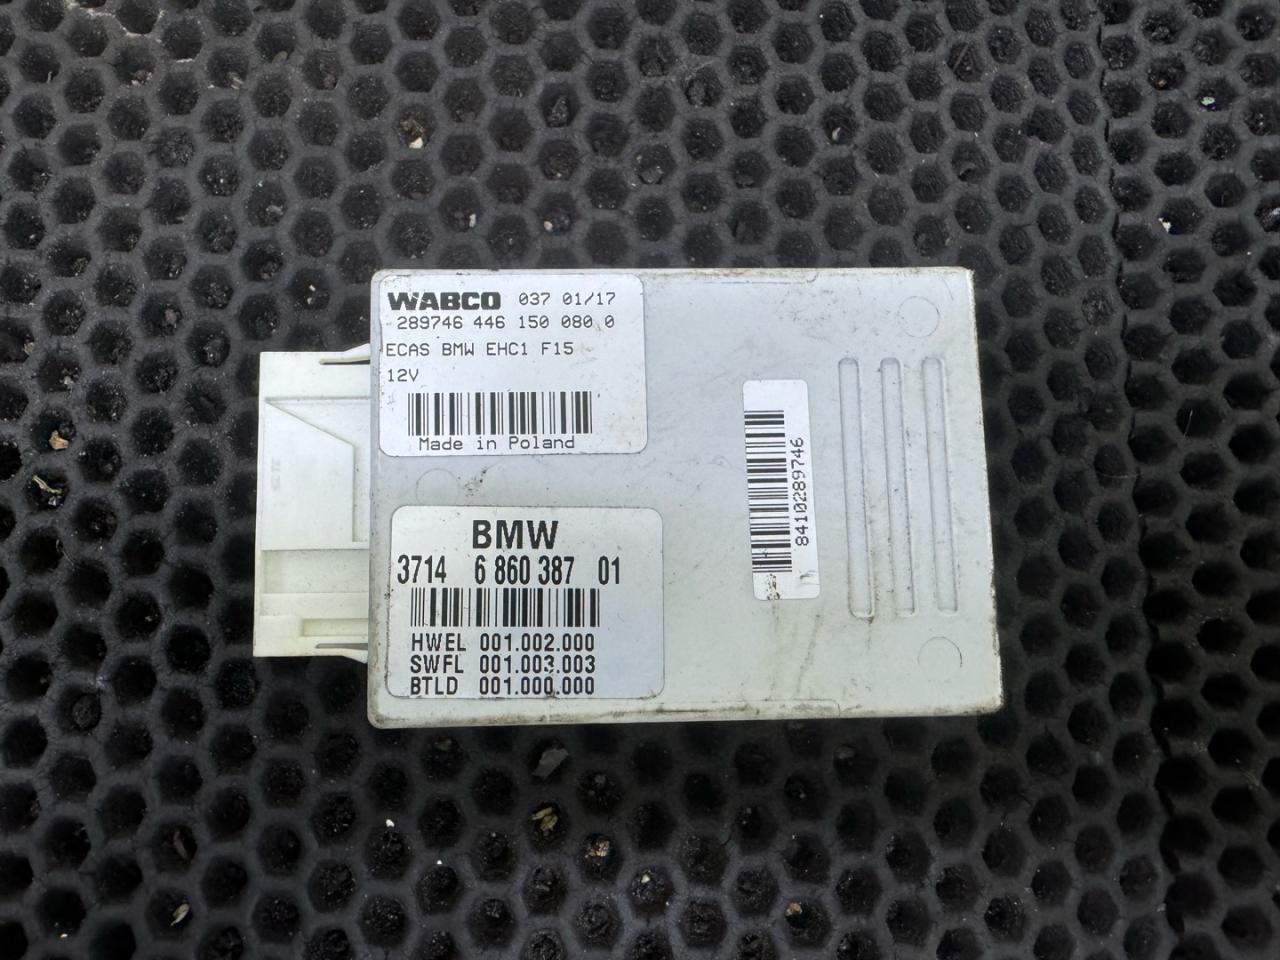 WABCO 037 01/17
289746 446 150 080 0
ECAS BMW EHC1 F15
12V
Made in Poland
BMW
3714 6 860 387 01
HWEL 001.002.000
SWFL 001.003.003
BTLD 001.000.000
8410289746